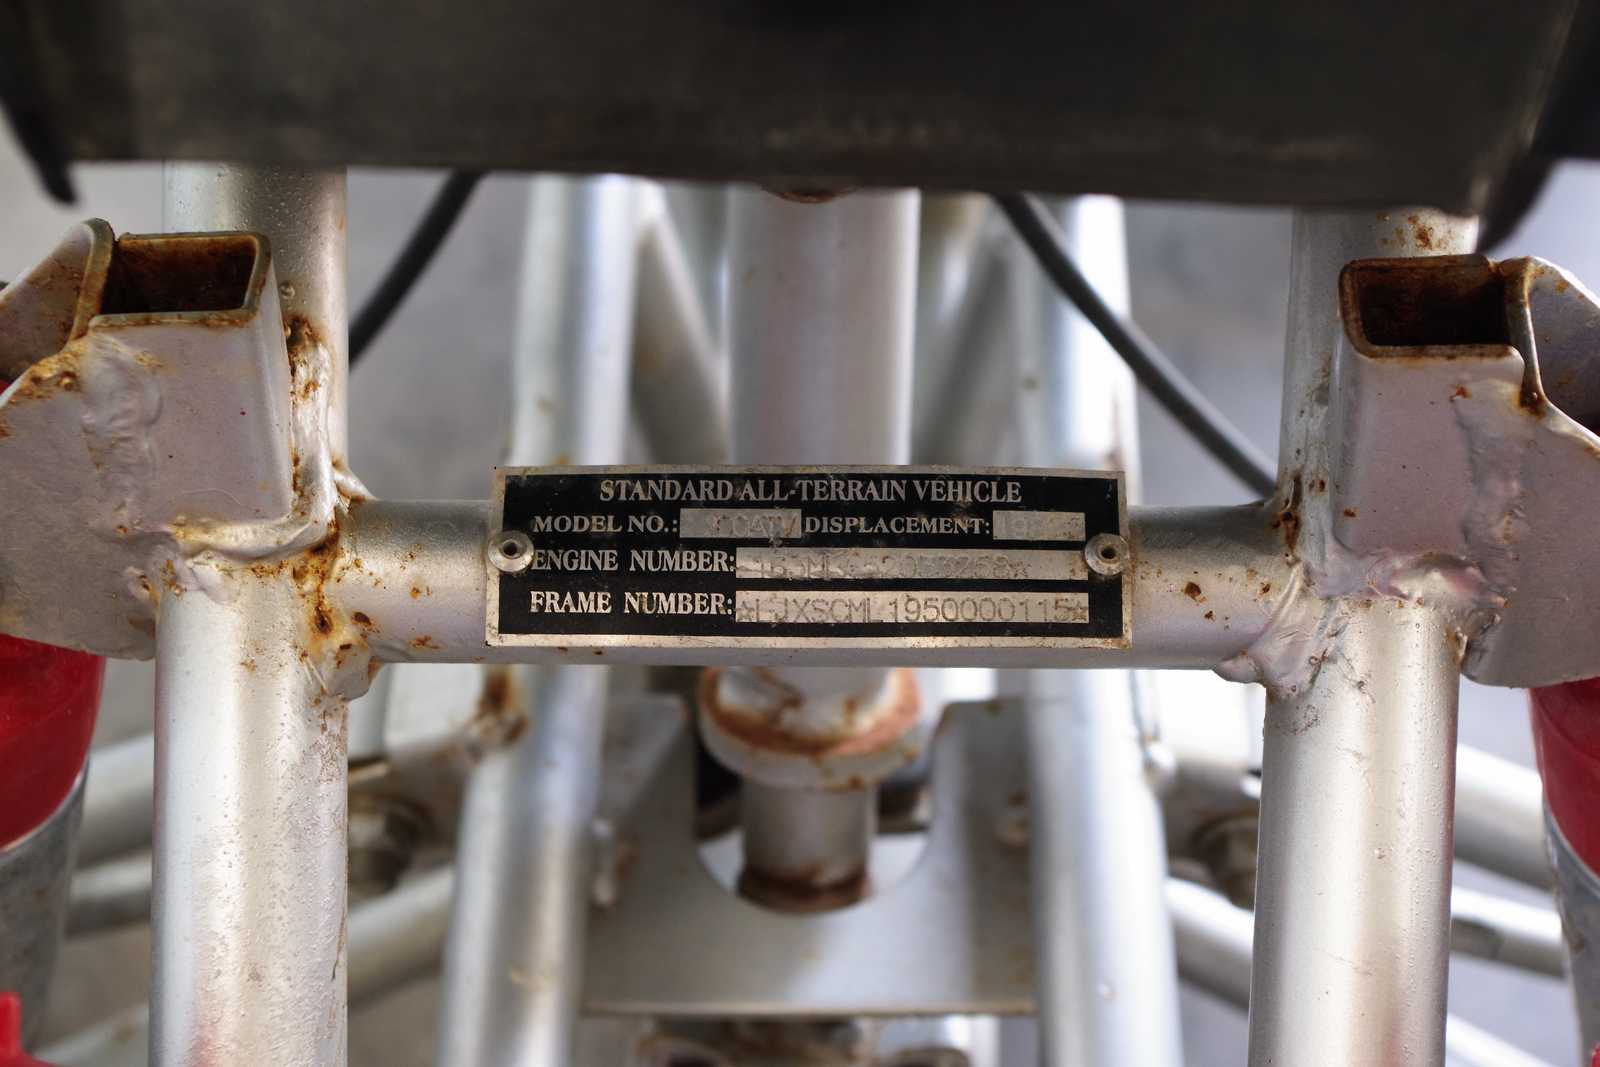 STANDARD ALL-TERRAIN VEHICLE
MODEL NO.: DISPLACEMENT:
ENGINE NUMBER:
FRAME NUMBER: ☆LJXSCML1950000115☆